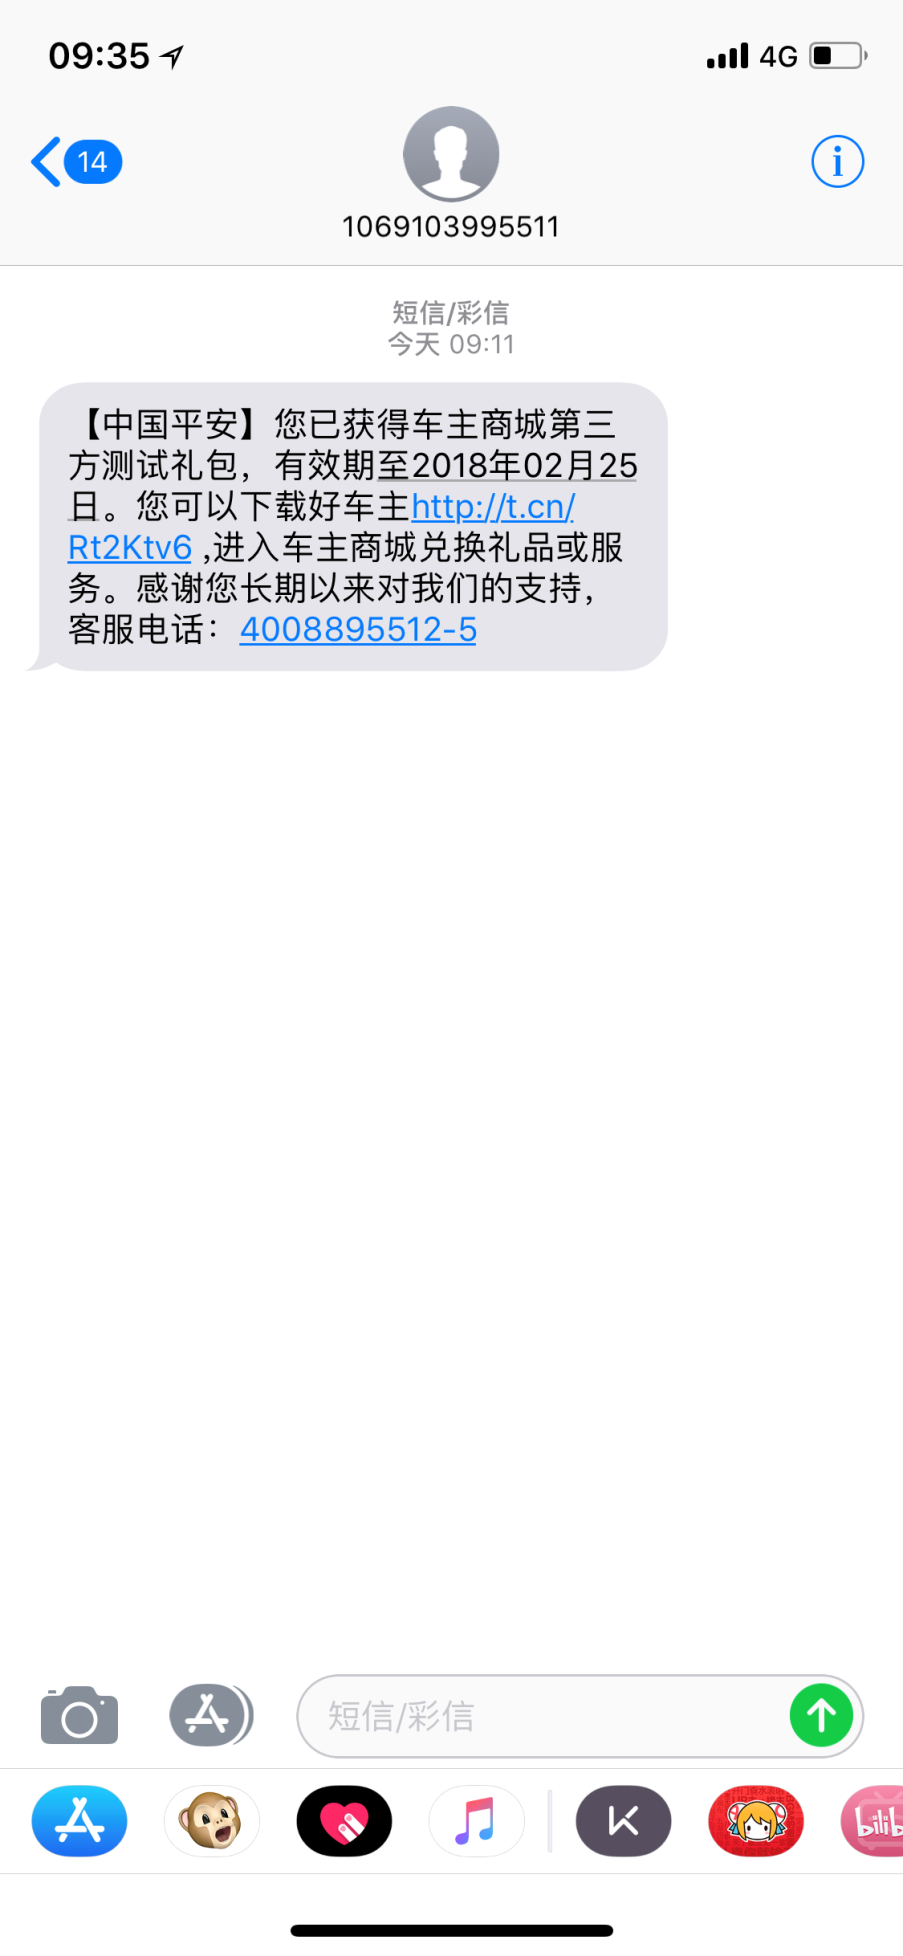 09:35
4G
14
1069103995511
短信/彩信
今天 09:11
【中国平安】您已获得车主商城第三
方测试礼包，有效期至2018年02月25
日。您可以下载好车主http://t.cn/
Rt2Ktv6 ,进入车主商城兑换礼品或服
务。感谢您长期以来对我们的支持，
客服电话：4008895512-5
短信/彩信